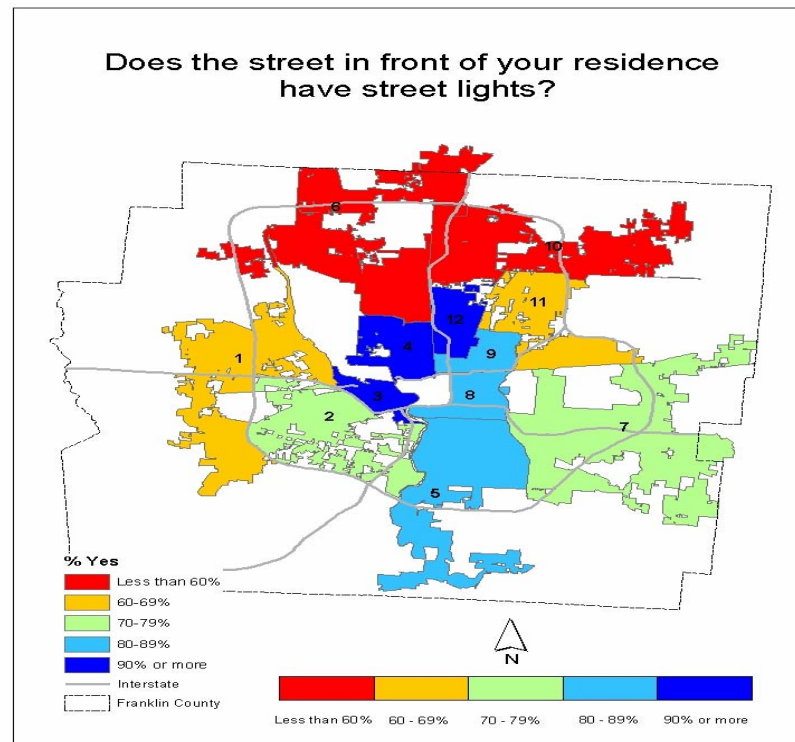 Does the street in front of your residence
have street lights?
6
10
11
12
9
1
4
8
3
2
7
5
% Yes
Less than 60%
60-69%
70-79%
80-89%
90% or more
Interstate
Franklin County
N
Less than 60% 60 - 69% 70 - 79% 80 - 89% 90% or more